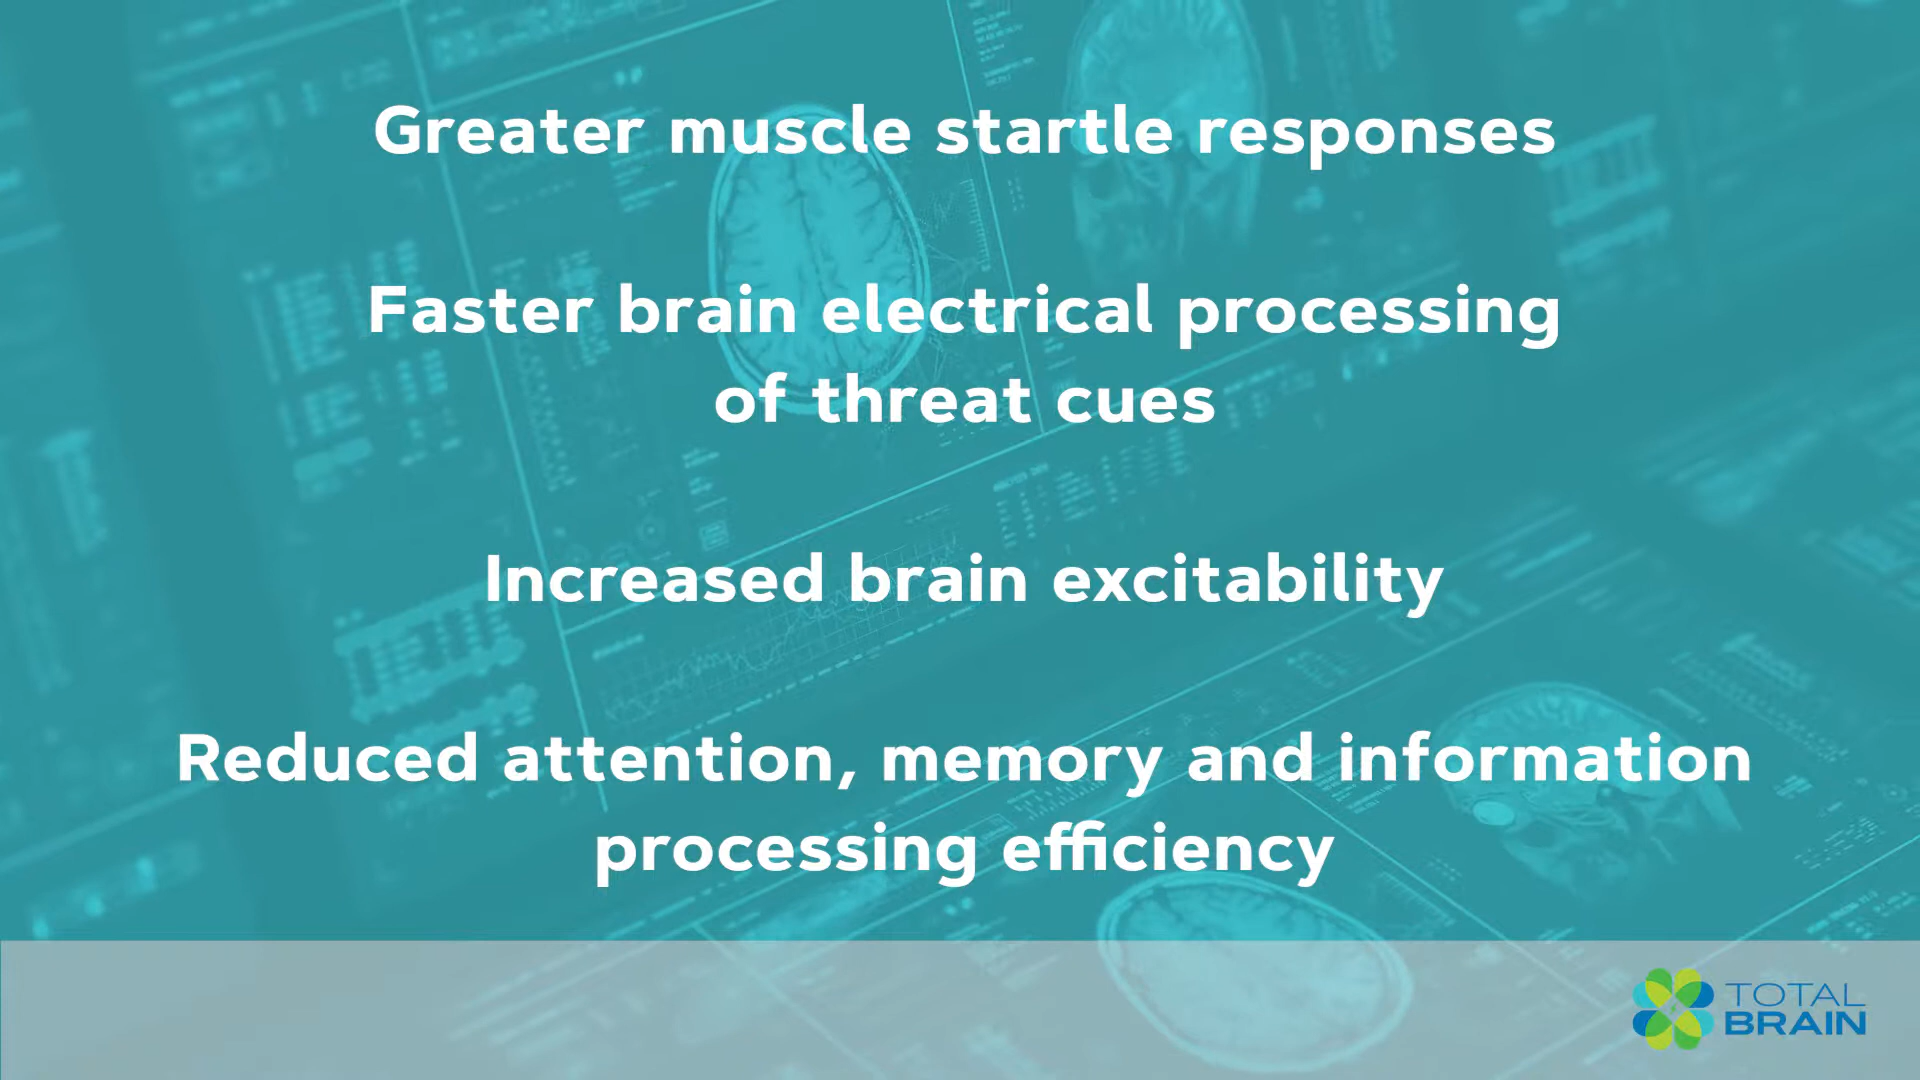 Greater muscle startle responses
Faster brain electrical processing
of threat cues
Increased brain excitability
Reduced attention, memory and information
processing efficiency
TOTAL
BRAIN